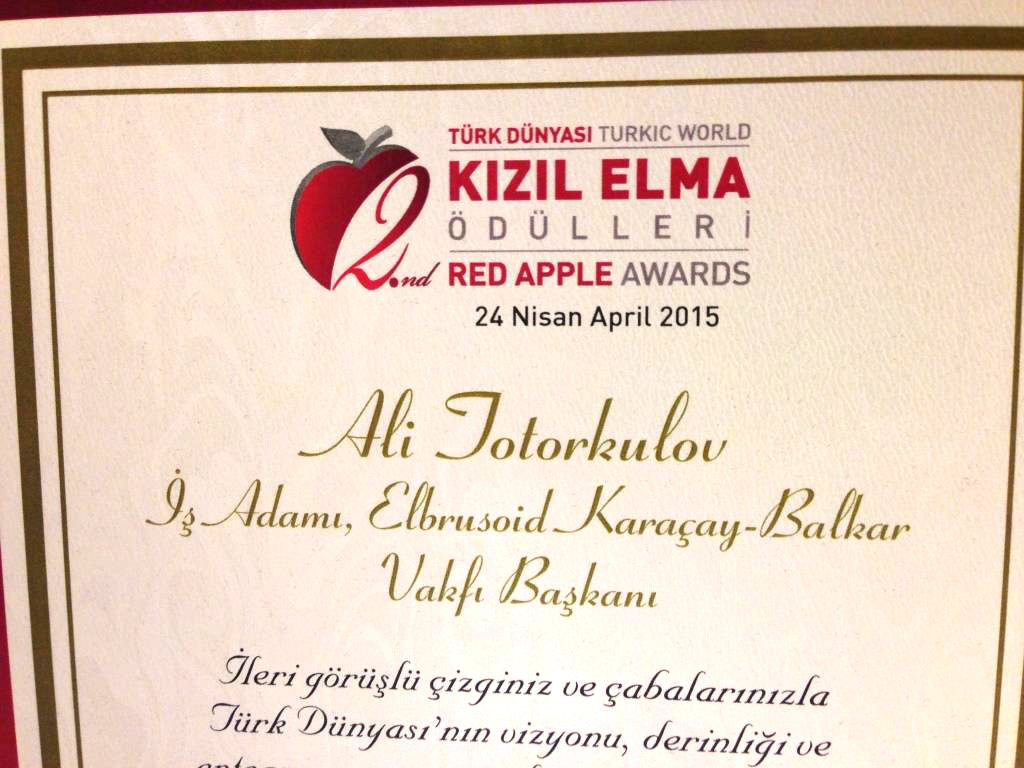 TÜRK DÜNYASI TURKIC WORLD
KIZIL ELMA
ÖDÜLLERİ
2.nd RED APPLE AWARDS
24 Nisan April 2015
Ali Totorkulov
İş Adamı, Elbrusoid Karaçay-Balkar
Vakfı Başkanı
İleri görüşlü çizginiz ve çabalarınızla
Türk Dünyası'nın vizyonu, derinliği ve